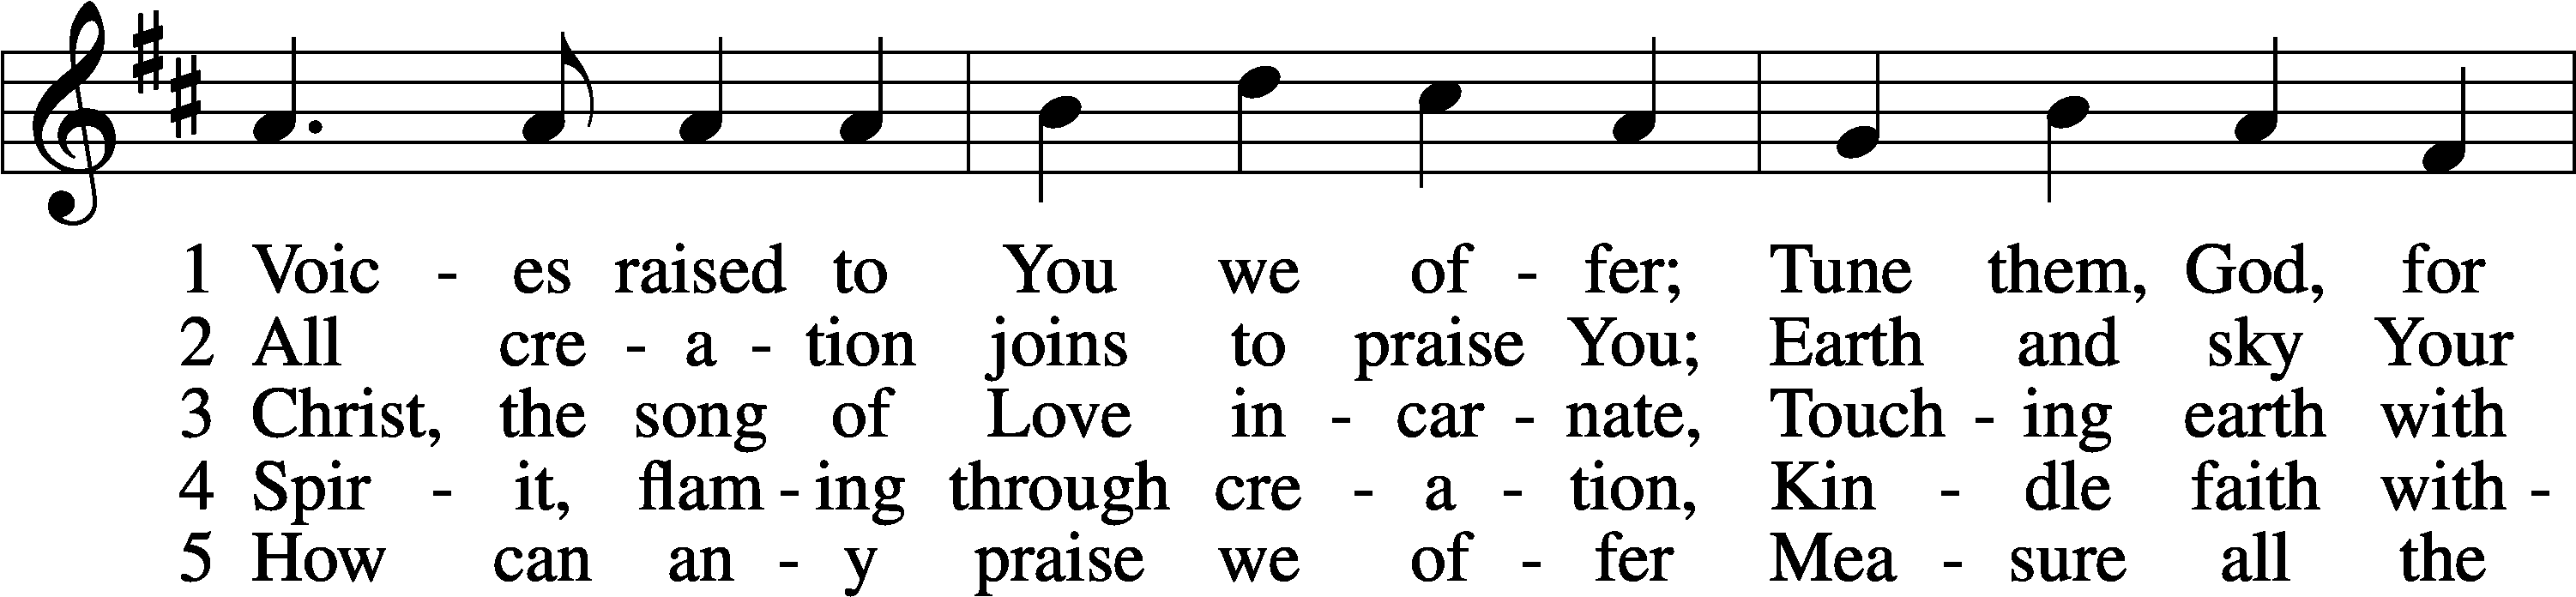 1 Voic - es raised to You we of - fer; Tune them, God, for
2 All cre - a - tion joins to praise You; Earth and sky Your
3 Christ, the song of Love in - car - nate, Touch - ing earth with
4 Spir - it, flam - ing through cre - a - tion, Kin - dle faith with -
5 How can an - y praise we of - fer Mea - sure all the